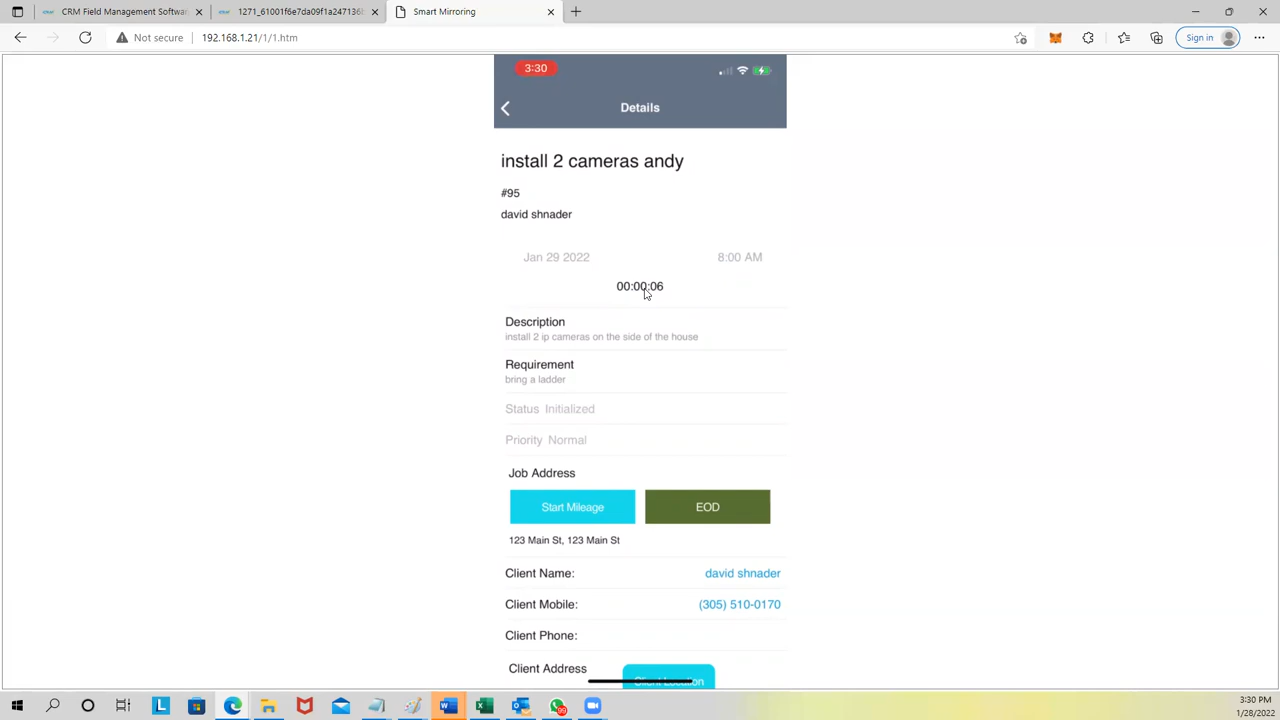 CRM Field Management Software
1271_61001f6e7da09f1a2471368
Smart Mirroring
Not secure
192.168.1.21/1/1.htm
Sign in
3:30
Details
install 2 cameras andy
#95
david shnader
Jan 29 2022
8:00 AM
00:00:06
Description
install 2 ip cameras on the side of the house
Requirement
bring a ladder
Status Initialized
Priority Normal
Job Address
Start Mileage
EOD
123 Main St, 123 Main St
Client Name:
david shnader
Client Mobile:
(305) 510-0170
Client Phone:
Client Address
Client Location
3:30 PM
1/28/2022